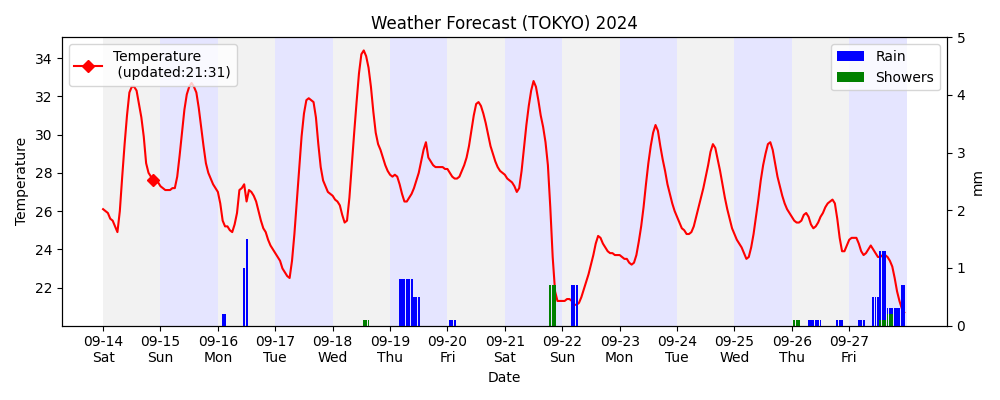 Weather Forecast (TOKYO) 2024
Temperature
(updated:21:31)
Rain
Showers
Temperature
34
32
30
28
26
24
22
5
4
3
2
1
0
mm
09-14 09-15 09-16 09-17 09-18 09-19 09-20 09-21 09-22 09-23 09-24 09-25 09-26 09-27
Sat Sun Mon Tue Wed Thu Fri Sat Sun Mon Tue Wed Thu Fri
Date